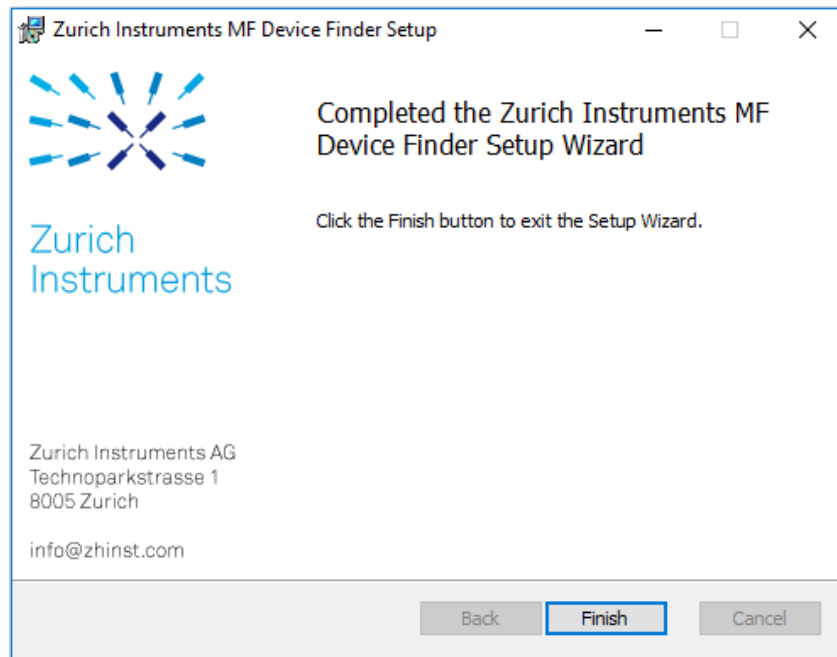 Zurich Instruments MF Device Finder Setup
Completed the Zurich Instruments MF
Device Finder Setup Wizard
Click the Finish button to exit the Setup Wizard.
Zurich
Instruments
Zurich Instruments AG
Technoparkstrasse 1
8005 Zurich
info@zhinst.com
Back Finish Cancel